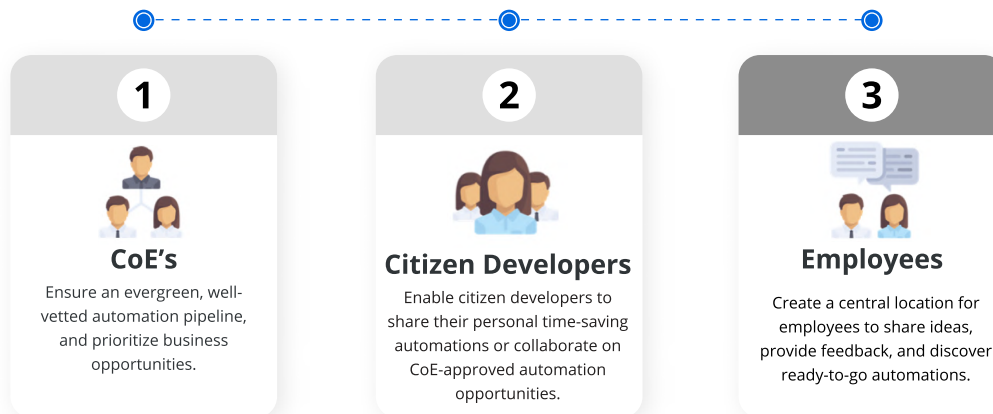 1
CoE’s
Ensure an evergreen, well-
vetted automation pipeline,
and prioritize business
opportunities.
2
Citizen Developers
Enable citizen developers to
share their personal time-saving
automations or collaborate on
CoE-approved automation
opportunities.
3
Employees
Create a central location for
employees to share ideas,
provide feedback, and discover
ready-to-go automations.